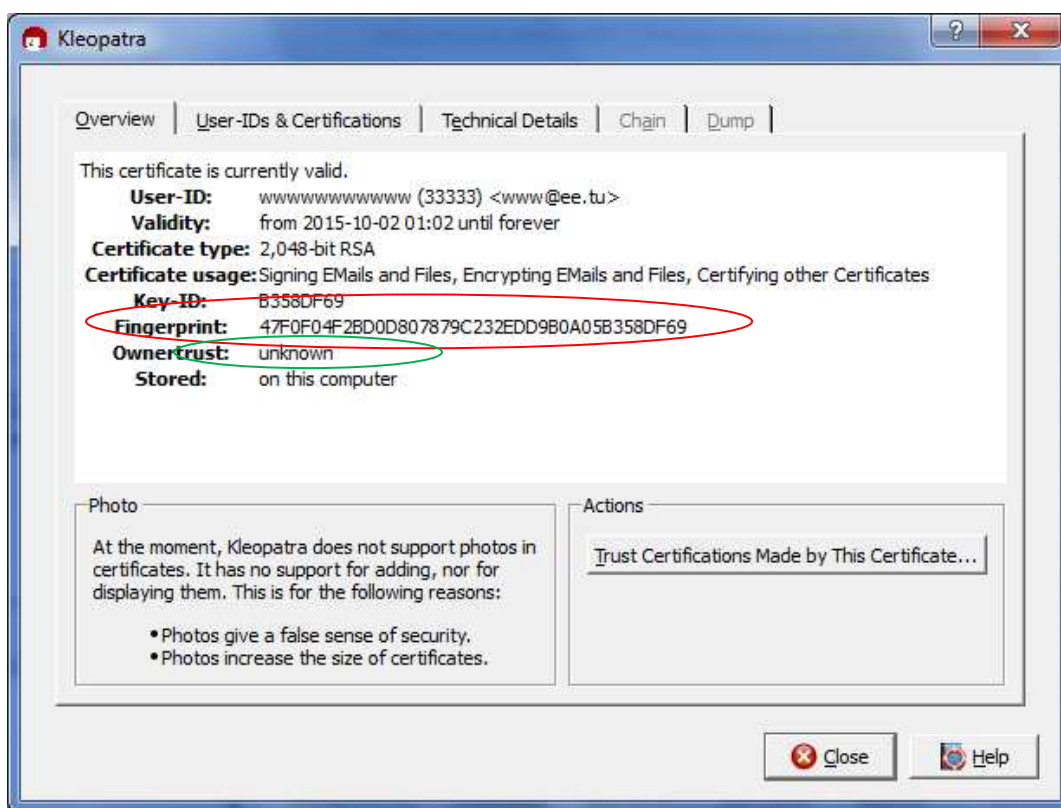 Kleopatra
Overview User-IDs & Certifications Technical Details Chain Dump
This certificate is currently valid.
User-ID: wwwwwwwwwwww (33333) <www@ee.tu>
Validity: from 2015-10-02 01:02 until forever
Certificate type: 2,048-bit RSA
Certificate usage: Signing EMails and Files, Encrypting EMails and Files, Certifying other Certificates
Key-ID: B358DF69
Fingerprint: 47F0F04F2BD0D807879C232EDD9B0A05B358DF69
Ownertrust: unknown
Stored: on this computer
Photo
At the moment, Kleopatra does not support photos in
certificates. It has no support for adding, nor for
displaying them. This is for the following reasons:
•Photos give a false sense of security.
•Photos increase the size of certificates.
Actions
Trust Certifications Made by This Certificate...
Close Help